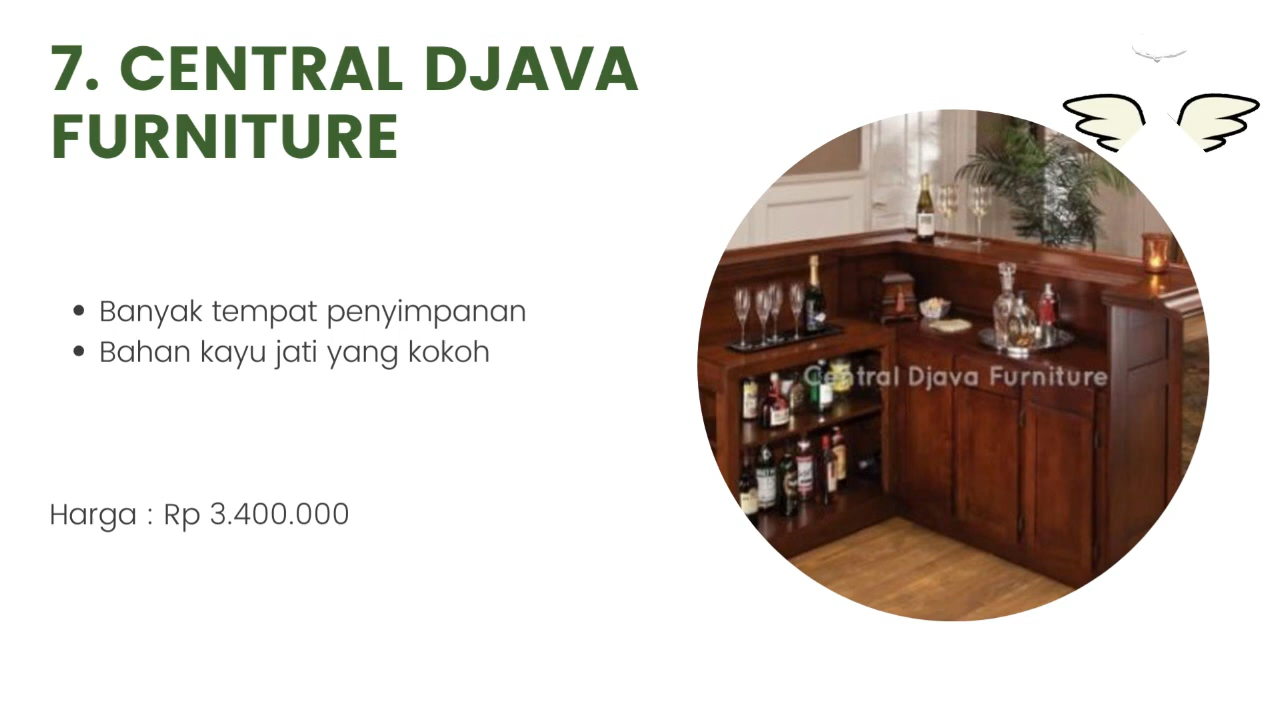 7. CENTRAL DJAVA
FURNITURE
Banyak tempat penyimpanan
Bahan kayu jati yang kokoh
Harga : Rp 3.400.000
Central Djava Furniture